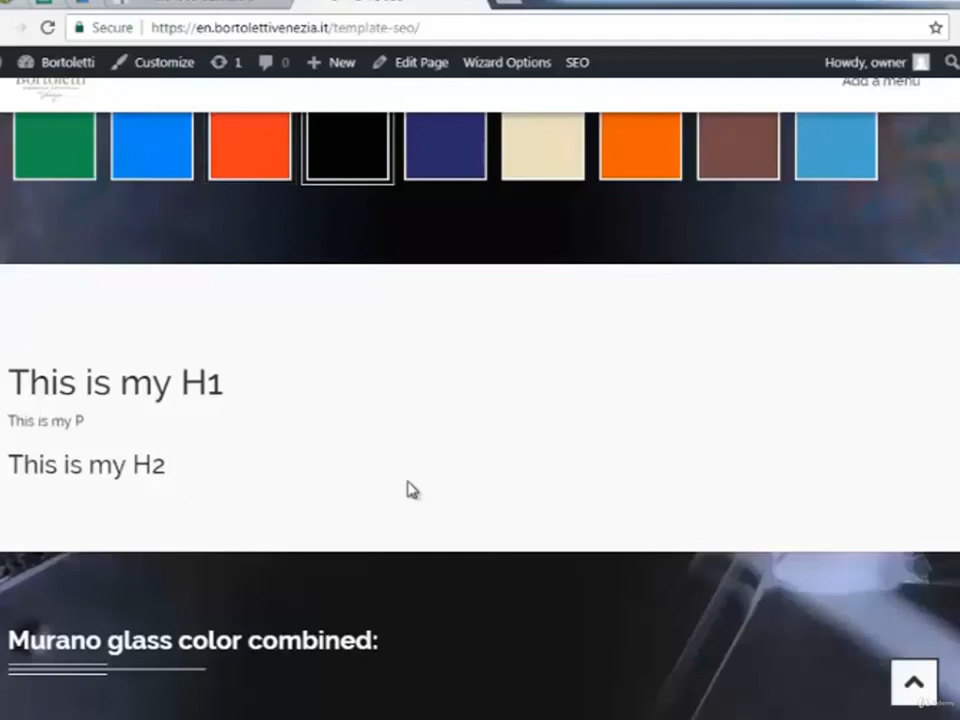 Secure https://en.bortolettivenezia.it/template-seo/
Bortoletti Customize 1 0 New Edit Page Wizard Options SEO Howdy, owner
Bortoletti
Add a menu
This is my H1
This is my P
This is my H2
Murano glass color combined: